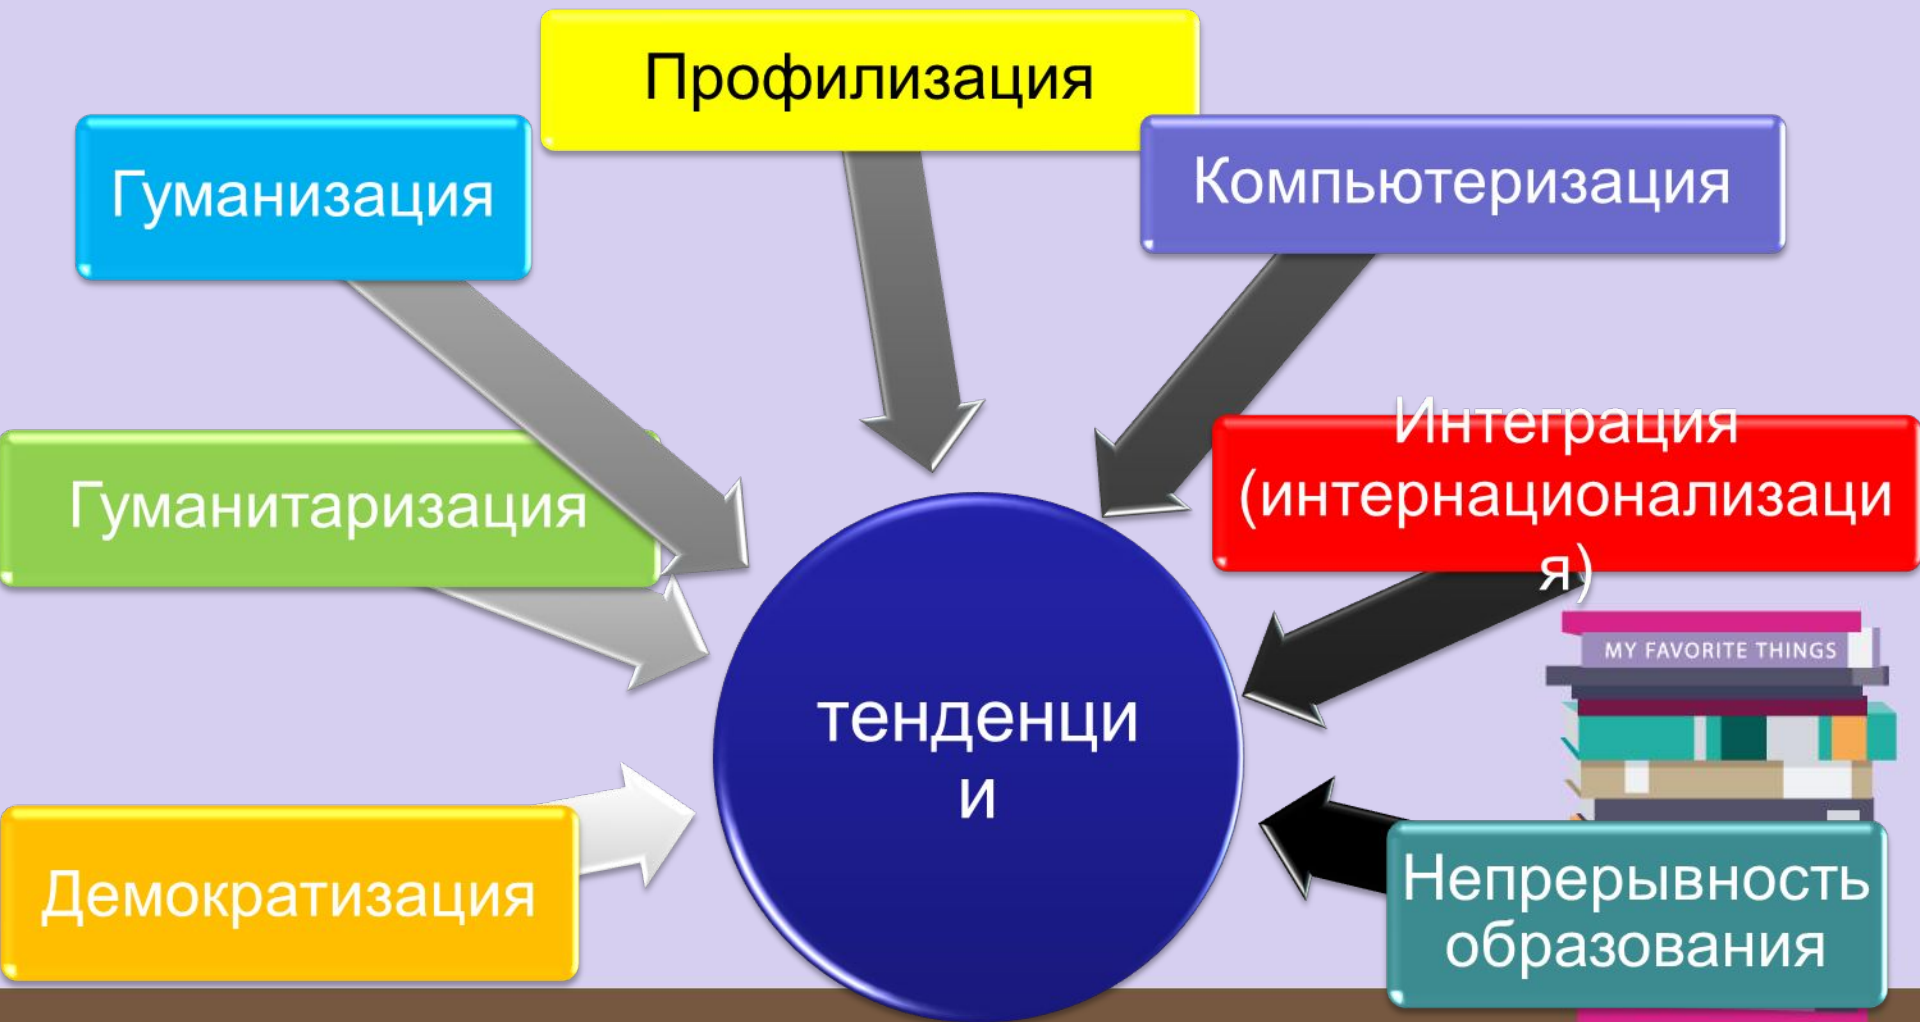 Профилизация
Гуманизация
Компьютеризация
Гуманитаризация
Интеграция
(интернационализаци
я)
MY FAVORITE THINGS
тенденци
и
Демократизация
Непрерывность
образования